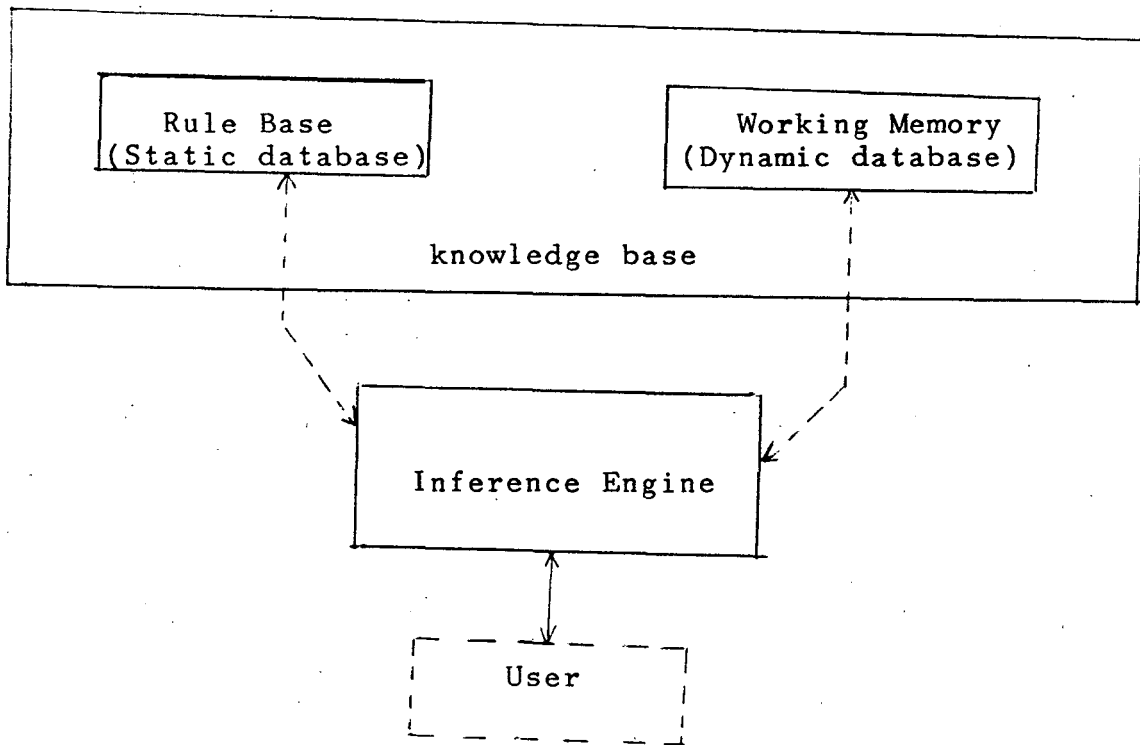 Rule Base
(Static database)
Working Memory
(Dynamic database)
knowledge base
Inference Engine
User